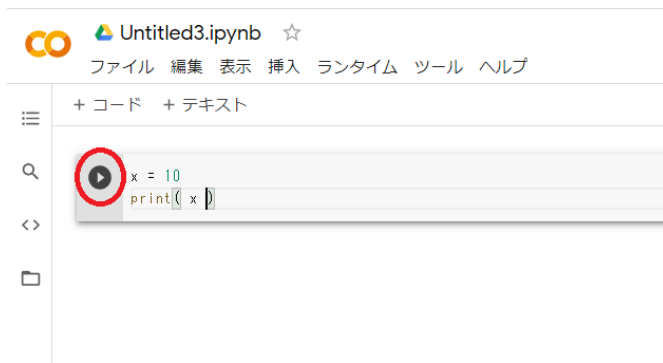 Untitled3.ipynb
ファイル 編集 表示 挿入 ランタイム ツール ヘルプ
+ コード + テキスト
x = 10
print( x )